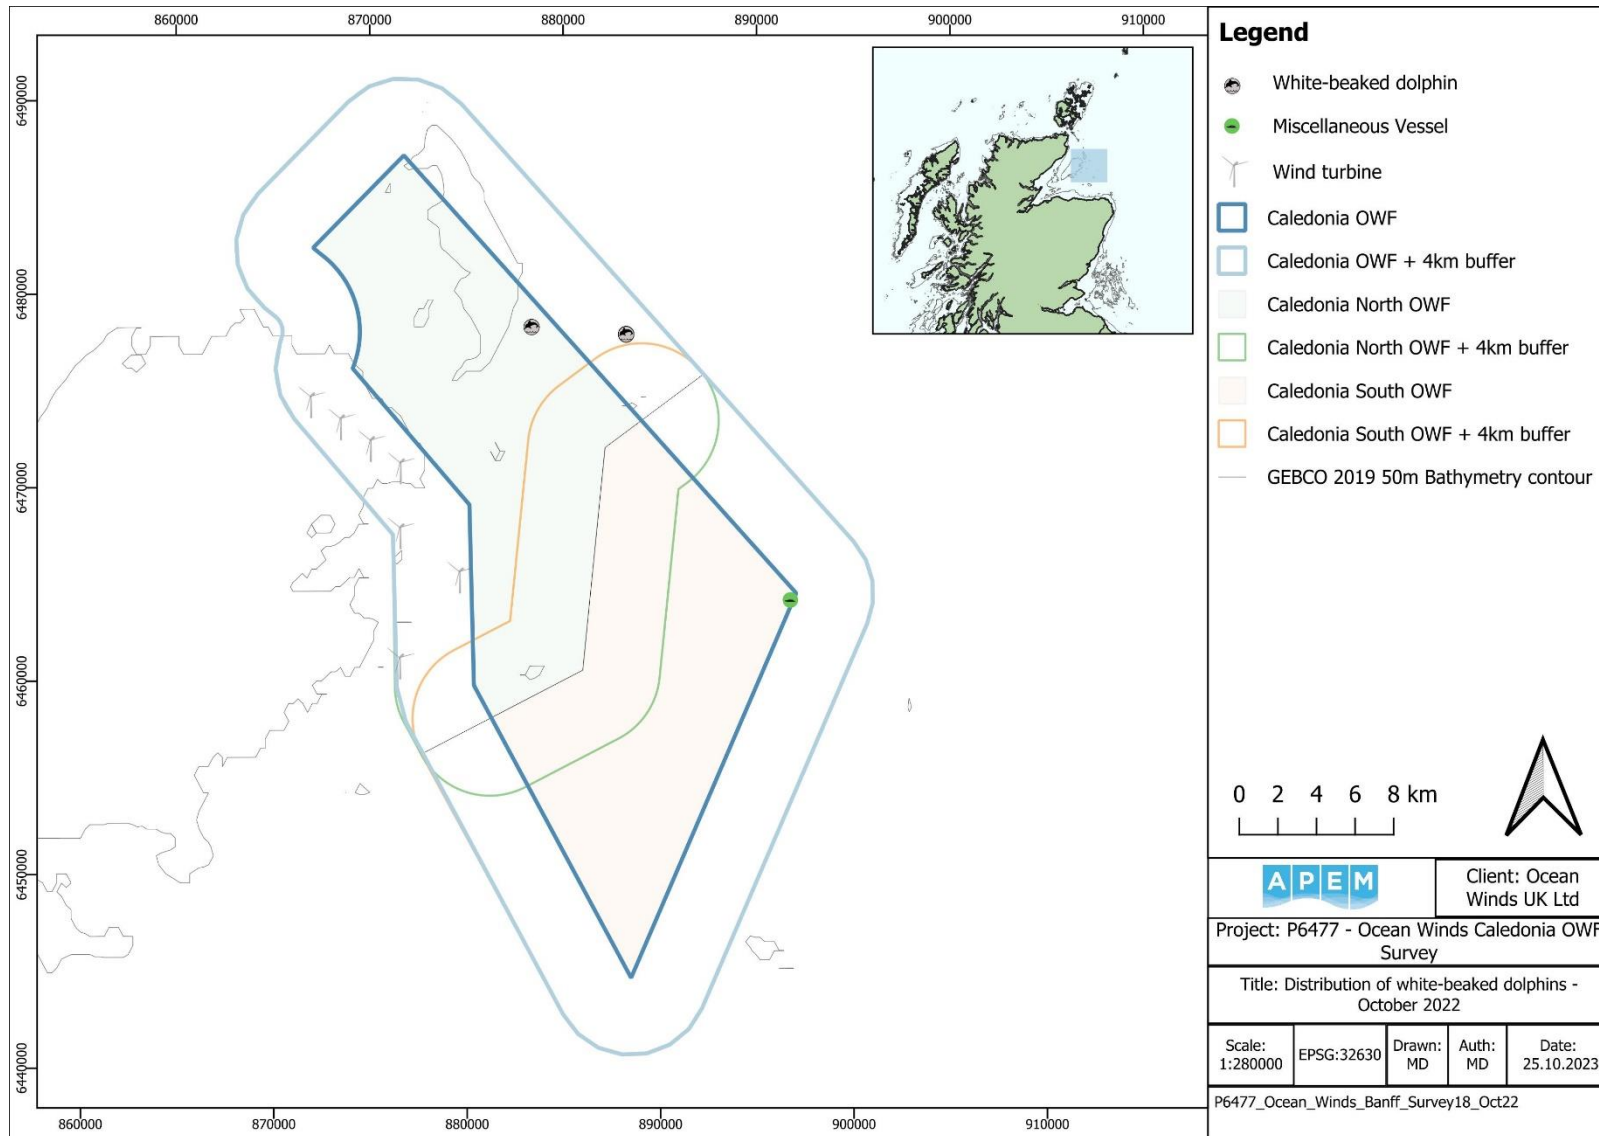 860000 870000 880000 890000 900000 910000
6490000
6480000
6470000
6460000
6450000
6440000
860000 870000 880000 890000 900000 910000
Legend
White-beaked dolphin
Miscellaneous Vessel
Wind turbine
Caledonia OWF
Caledonia OWF + 4km buffer
Caledonia North OWF
Caledonia North OWF + 4km buffer
Caledonia South OWF
Caledonia South OWF + 4km buffer
GEBCO 2019 50m Bathymetry contour
0 2 4 6 8 km
APEM
Client: Ocean
Winds UK Ltd
Project: P6477 - Ocean Winds Caledonia OWF
Survey
Title: Distribution of white-beaked dolphins -
October 2022
Scale:
1:280000
EPSG:32630
Drawn:
MD
Auth:
MD
Date:
25.10.2023
P6477_Ocean_Winds_Banff_Survey18_Oct22